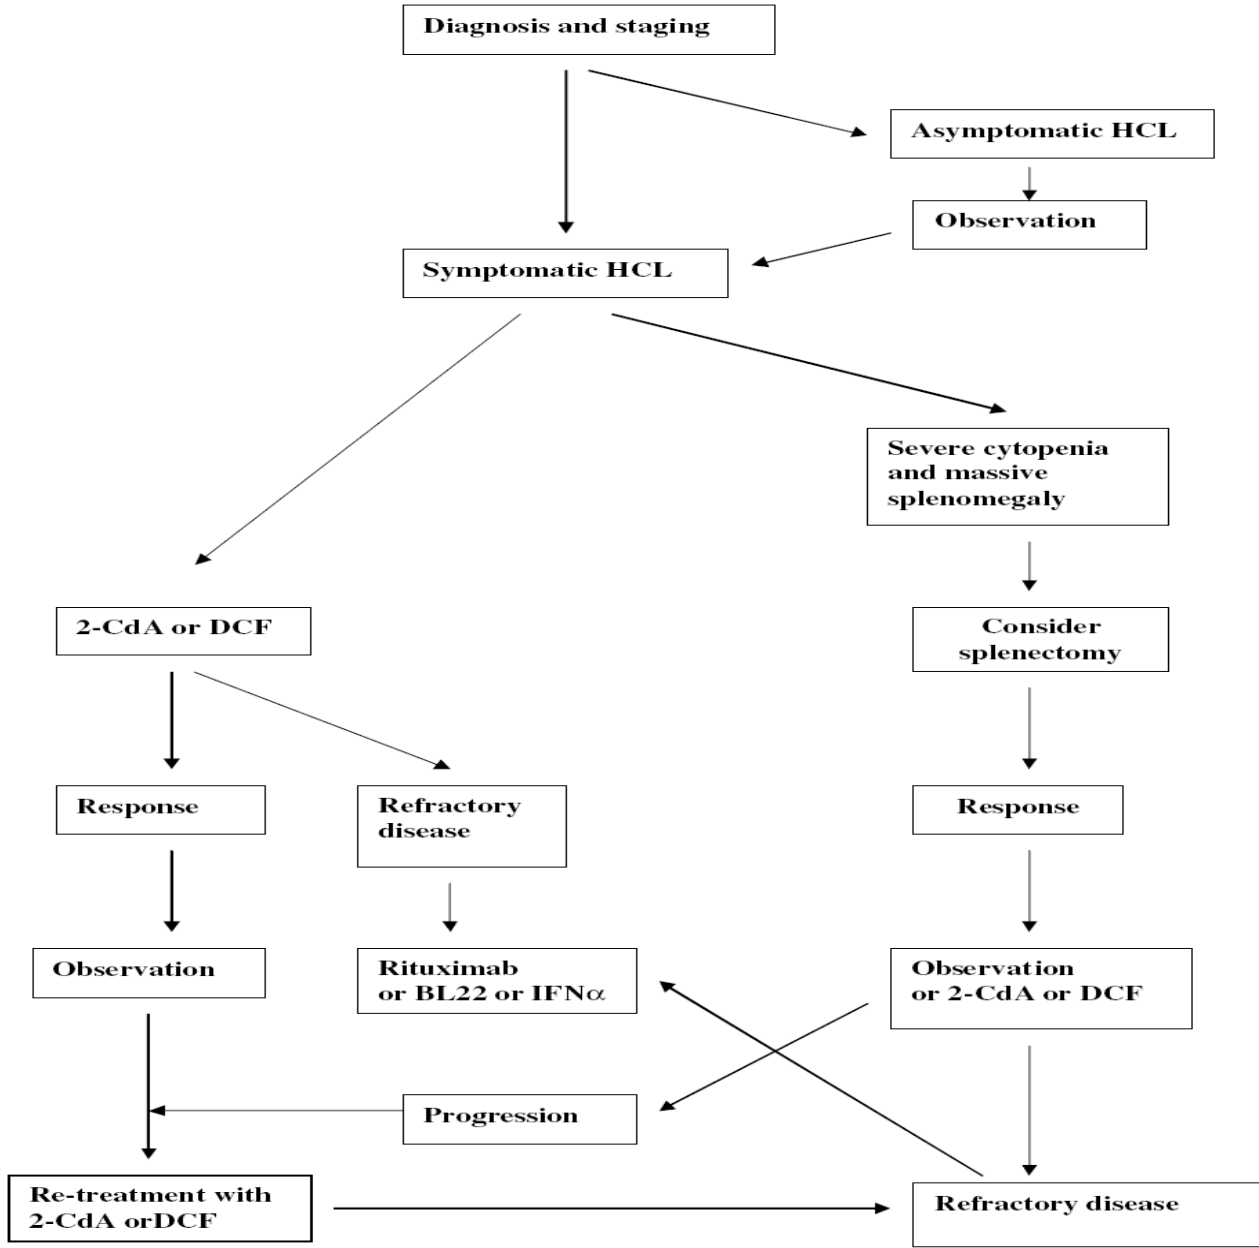 Diagnosis and staging
Asymptomatic HCL
Observation
Symptomatic HCL
Severe cytopenia
and massive
splenomegaly
2-CdA or DCF
Consider
splenectomy
Response
Refractory
disease
Response
Observation
Rituximab
or BL22 or IFNα
Observation
or 2-CdA or DCF
Progression
Re-treatment with
2-CdA orDCF
Refractory disease